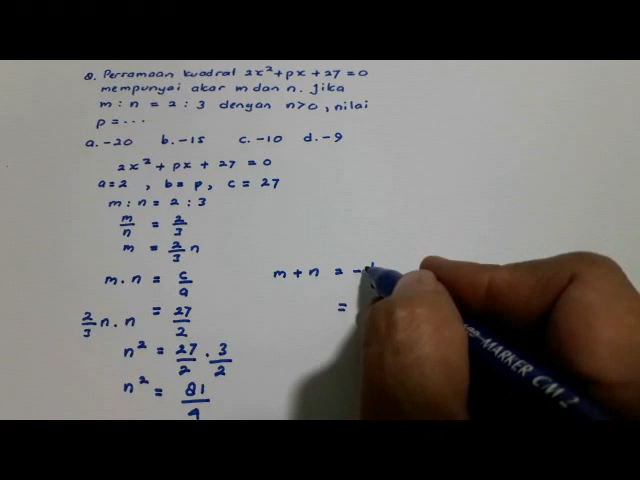 8. Persamaan kuadrat 2x²+px+27=0
mempunyai akar m dan n. Jika
m : n = 2 : 3 dengan n>0, nilai
p=...
a. -20 b. -15 c. -10 d. -9
2x² + px + 27 = 0
a=2 , b=p, c=27
m : n = 2 : 3
m/n = 2/3
m = 2/3 n
m . n = c/a
2/3 n . n = 27/2
n² = 27/2 . 3/2
n² = 81/4
m + n = -
=
MARKER CM 2